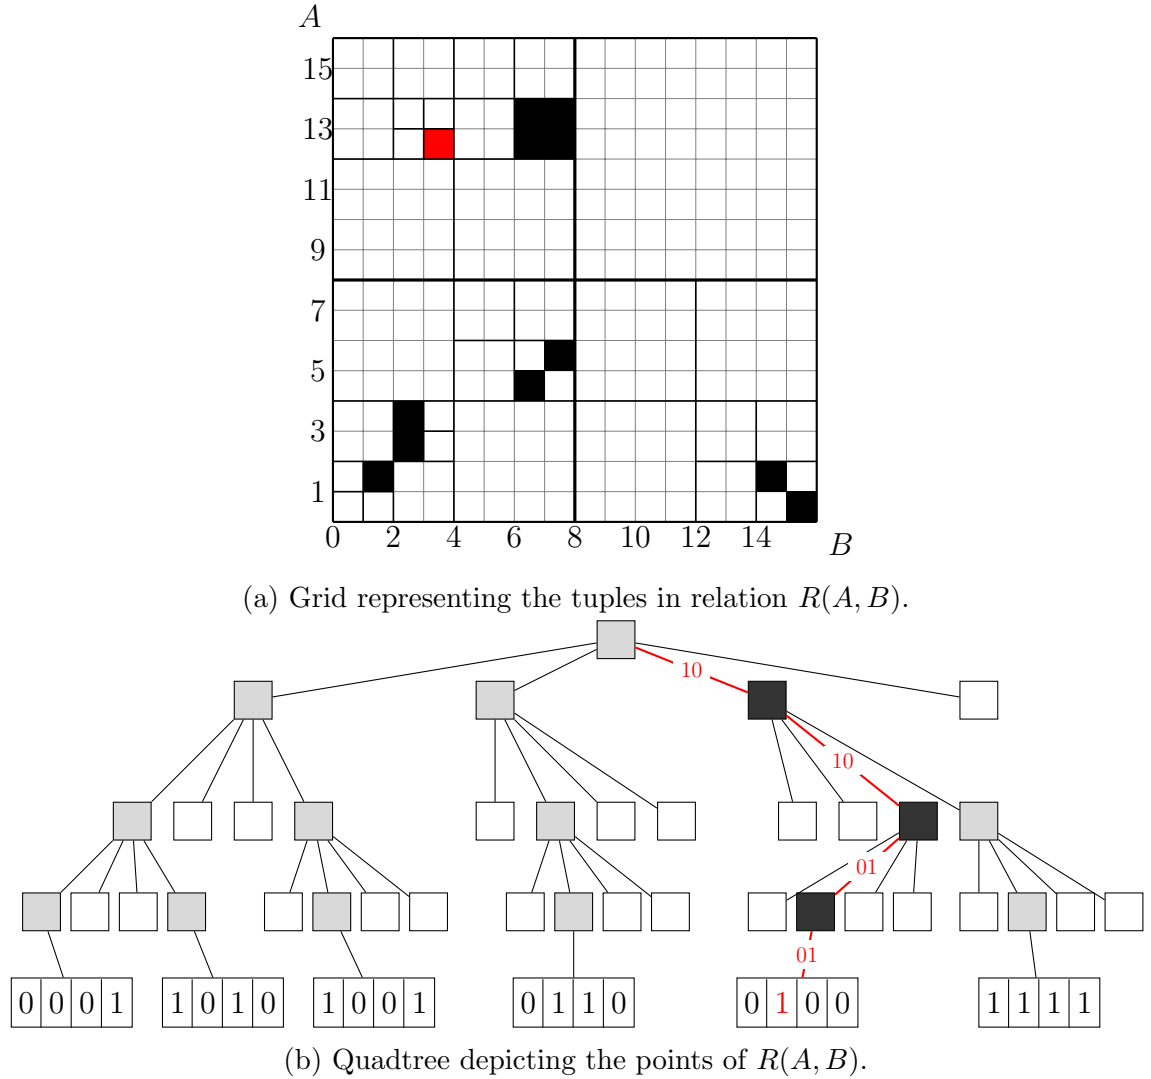 A
15
13
11
9
7
5
3
1
0 2 4 6 8 10 12 14 B
(a) Grid representing the tuples in relation R(A, B).
10
10
01
01
0 0 0 1 1 0 1 0 1 0 0 1 0 1 1 0 0 1 0 0 1 1 1 1
(b) Quadtree depicting the points of R(A, B).